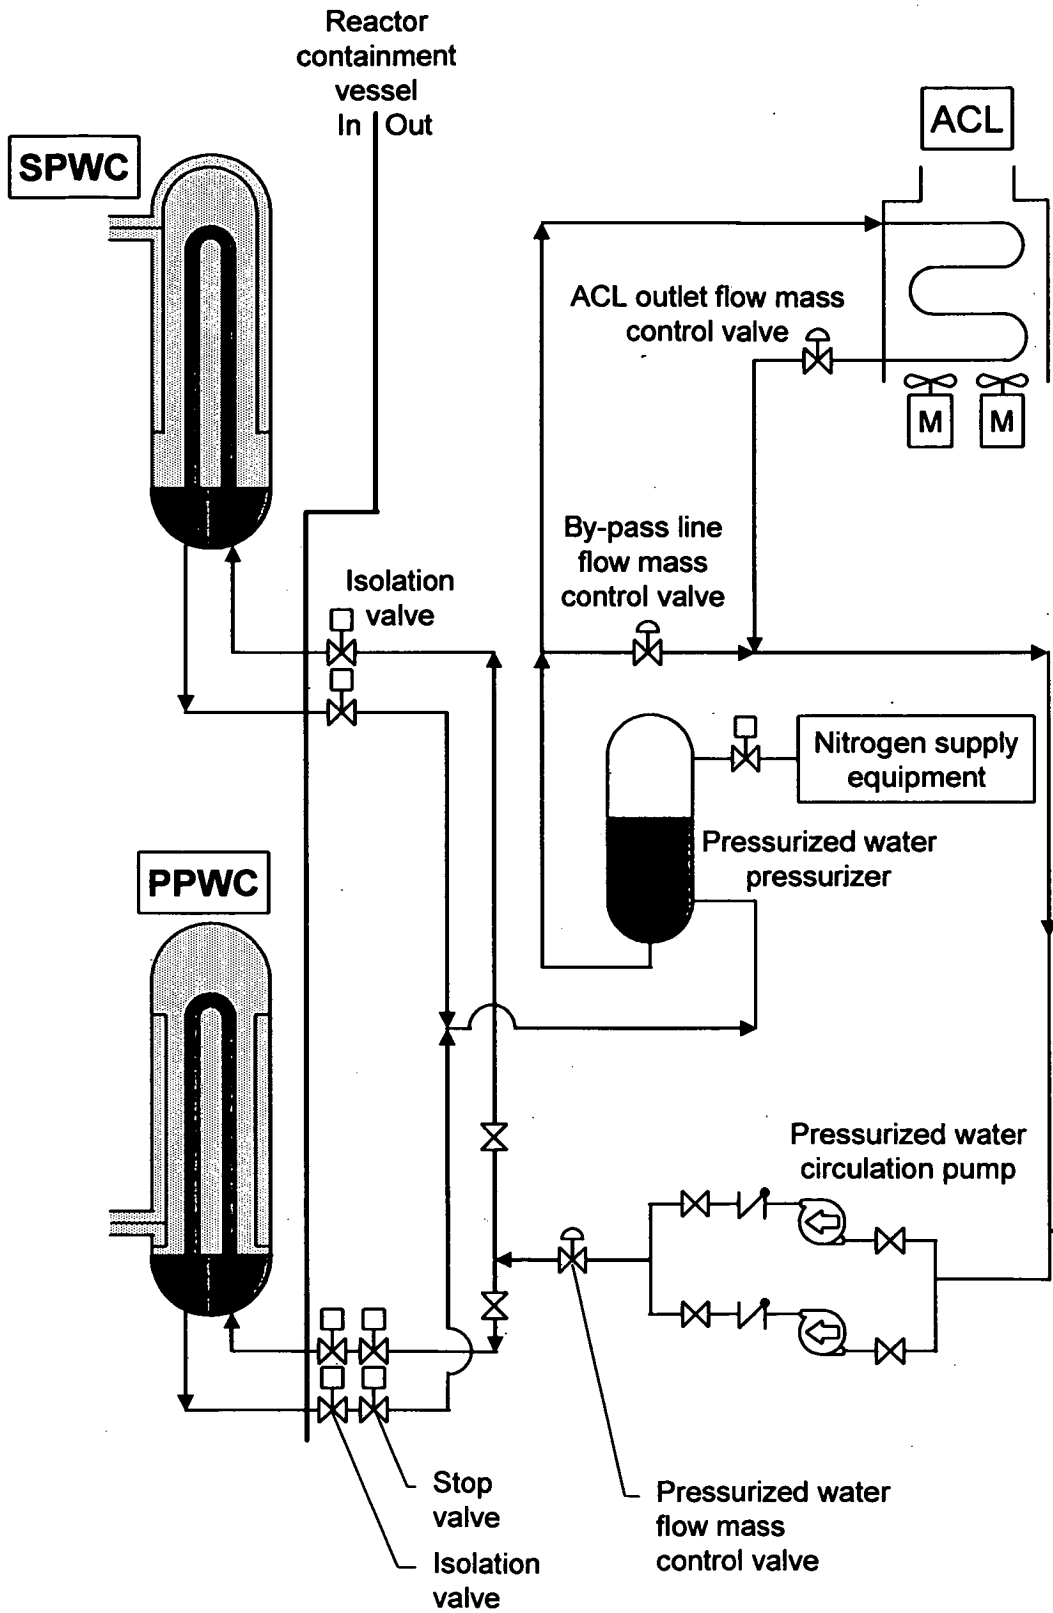 Reactor
containment
vessel
In Out
SPWC
ACL
ACL outlet flow mass
control valve
M M
By-pass line
flow mass
control valve
Isolation
valve
Nitrogen supply
equipment
Pressurized water
pressurizer
PPWC
Pressurized water
circulation pump
Stop
valve
Isolation
valve
Pressurized water
flow mass
control valve